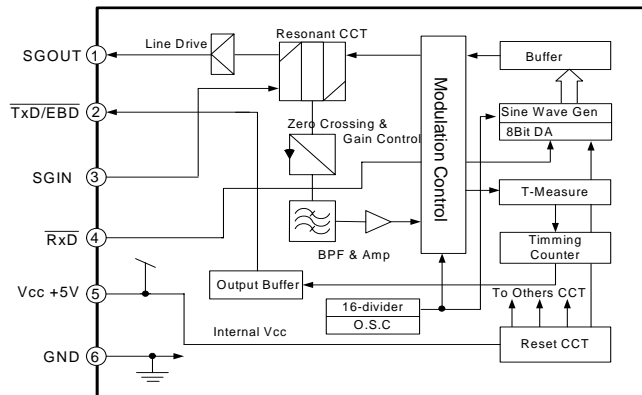 Resonant CCT
Line Drive
SGOUT
1
Buffer
TxD/EBD
2
Modulation Control
Sine Wave Gen
8Bit DA
Zero Crossing &
Gain Control
SGIN
3
T-Measure
RxD
4
BPF & Amp
Timming
Counter
Vcc +5V
5
Output Buffer
To Others CCT
16-divider
O.S.C
Internal Vcc
Reset CCT
GND
6